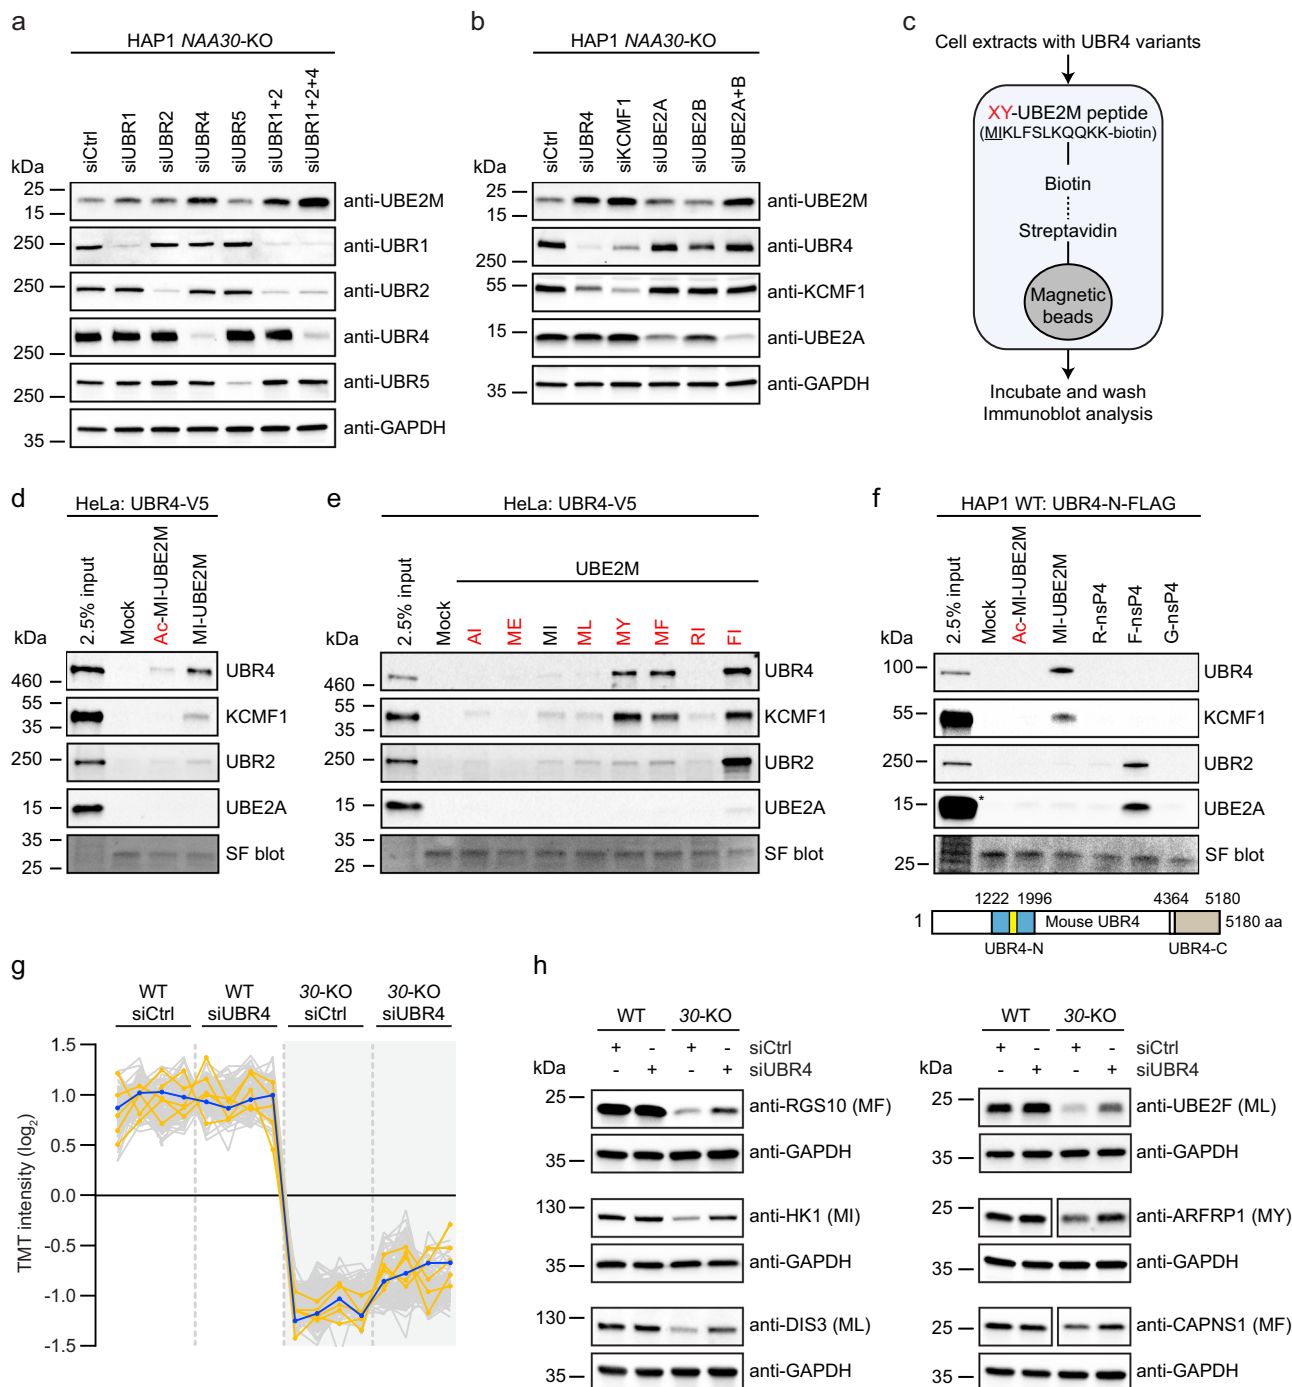 a
HAP1 NAA30-KO
kDa
siCtrl
siUBR1
siUBR2
siUBR4
siUBR5
siUBR1+2
siUBR1+2+4
25
15
anti-UBE2M
250
anti-UBR1
250
anti-UBR2
250
anti-UBR4
250
anti-UBR5
35
anti-GAPDH
b
HAP1 NAA30-KO
kDa
siCtrl
siUBR4
siKCMF1
siUBE2A
siUBE2B
siUBE2A+B
25
15
anti-UBE2M
250
anti-UBR4
55
anti-KCMF1
15
anti-UBE2A
35
anti-GAPDH
c
Cell extracts with UBR4 variants
XY-UBE2M peptide
(MIKLFSLKQQKK-biotin)
Biotin
Streptavidin
Magnetic
beads
Incubate and wash
Immunoblot analysis
d
HeLa: UBR4-V5
kDa
2.5% input
Mock
Ac-MI-UBE2M
MI-UBE2M
460
UBR4
55
35
KCMF1
250
UBR2
15
UBE2A
35
25
SF blot
e
HeLa: UBR4-V5
UBE2M
kDa
2.5% input
Mock
AI
ME
MI
ML
MY
MF
RI
FI
460
UBR4
55
35
KCMF1
250
UBR2
15
UBE2A
35
25
SF blot
f
HAP1 WT: UBR4-N-FLAG
kDa
2.5% input
Mock
Ac-MI-UBE2M
MI-UBE2M
R-nsP4
F-nsP4
G-nsP4
100
UBR4
55
KCMF1
250
UBR2
15
*
UBE2A
25
SF blot
1222 1996 4364 5180
1
Mouse UBR4
5180 aa
UBR4-N UBR4-C
g
WT
siCtrl
WT
siUBR4
30-KO
siCtrl
30-KO
siUBR4
TMT intensity (log2)
1.5
1.0
0.5
0.0
-0.5
-1.0
-1.5
h
WT 30-KO
+ - + - siCtrl
- + - + siUBR4
kDa
25
anti-RGS10 (MF)
35
anti-GAPDH
130
anti-HK1 (MI)
35
anti-GAPDH
130
anti-DIS3 (ML)
35
anti-GAPDH
WT 30-KO
+ - + - siCtrl
- + - + siUBR4
kDa
25
anti-UBE2F (ML)
35
anti-GAPDH
25
anti-ARFRP1 (MY)
35
anti-GAPDH
25
anti-CAPNS1 (MF)
35
anti-GAPDH